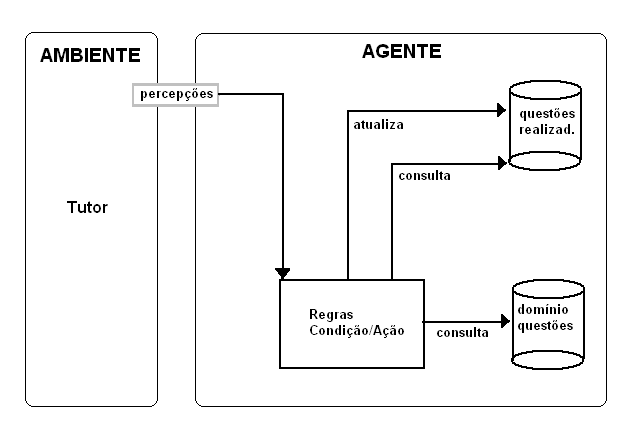 AMBIENTE
AGENTE
percepções
questões
realizad.
atualiza
consulta
Tutor
Regras
Condição/Ação
domínio
questões
consulta